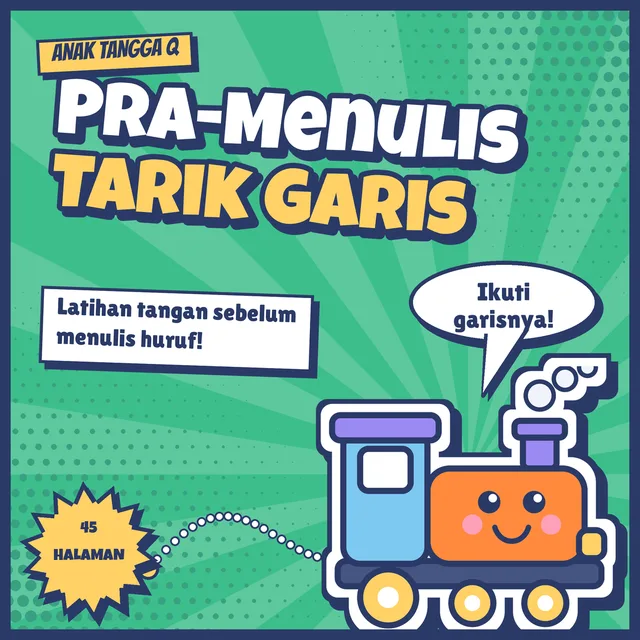 ANAK TANGGA Q
PRA-MENULIS
TARIK GARIS
Latihan tangan sebelum
menulis huruf!
Ikuti
garisnya!
45
HALAMAN